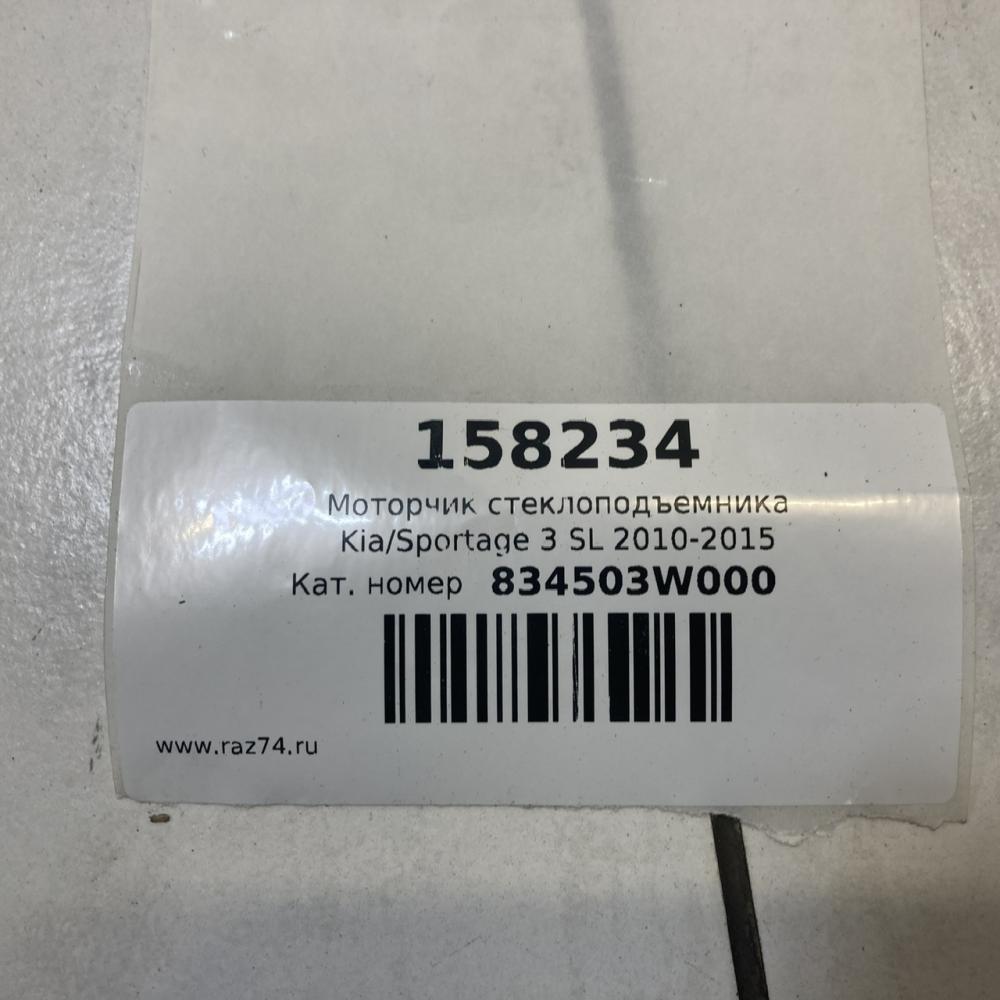 158234
Моторчик стеклоподъемника
Kia/Sportage 3 SL 2010-2015
Кат. номер 834503W000
www.raz74.ru